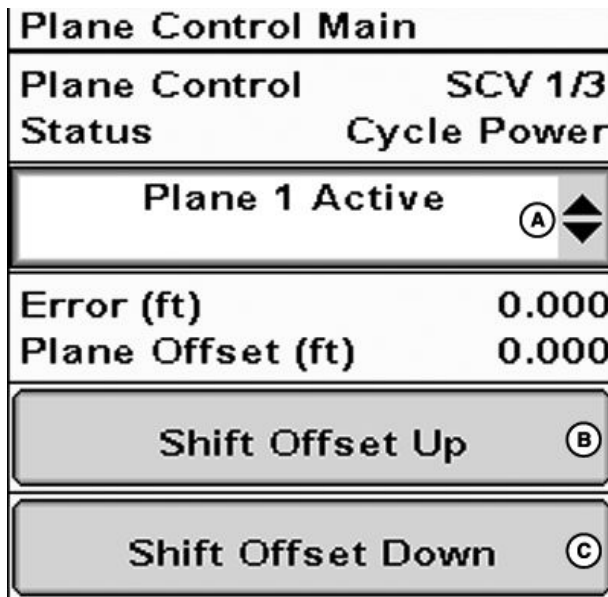 Plane Control Main
Plane Control SCV 1/3
Status Cycle Power
Plane 1 Active A
Error (ft) 0.000
Plane Offset (ft) 0.000
Shift Offset Up B
Shift Offset Down C